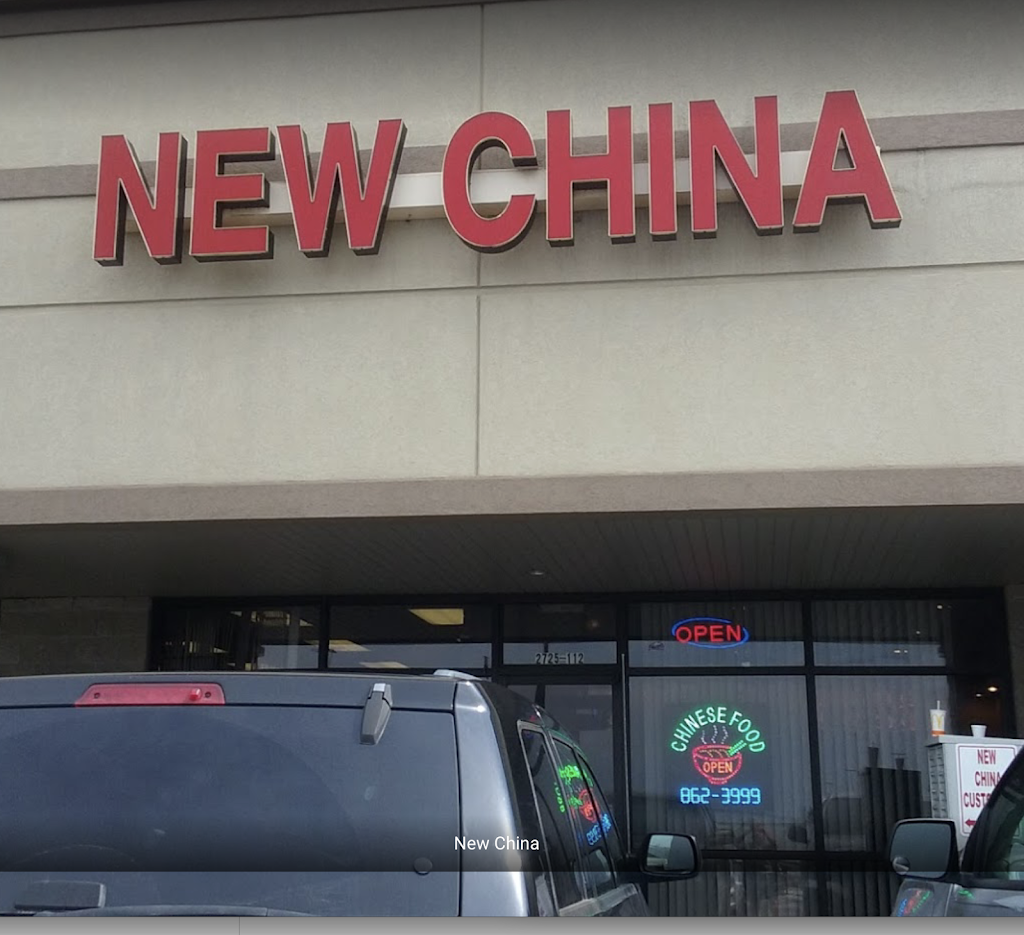 NEW CHINA
OPEN
2725-112
CHINESE FOOD
OPEN
862-3999
NEW
CHINA
New China